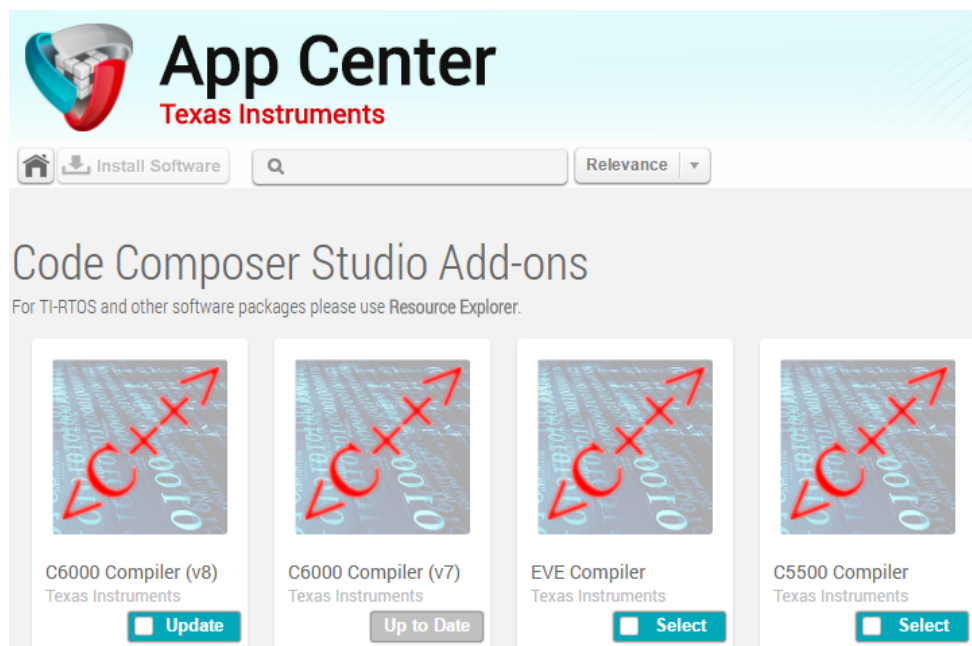 App Center
Texas Instruments
Install Software
Relevance
Code Composer Studio Add-ons
For TI-RTOS and other software packages please use Resource Explorer.
<C++>
<C++>
<C++>
<C++>
C6000 Compiler (v8)
Texas Instruments
Update
C6000 Compiler (v7)
Texas Instruments
Up to Date
EVE Compiler
Texas Instruments
Select
C5500 Compiler
Texas Instruments
Select